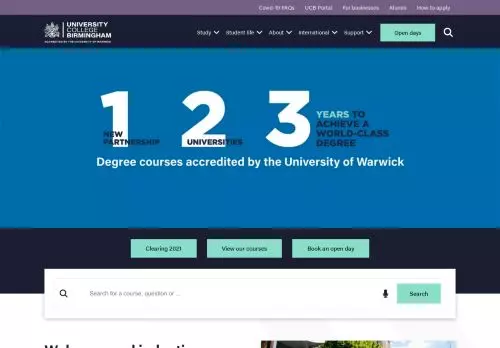 Covid-19 FAQs UCB Portal For businesses Alumni How to apply
UNIVERSITY
COLLEGE
BIRMINGHAM
ACCREDITED BY THE UNIVERSITY OF WARWICK
Study Student life About International Support Open days
1 2 3
NEW
PARTNERSHIP
UNIVERSITIES
YEARS TO
ACHIEVE A
WORLD-CLASS
DEGREE
Degree courses accredited by the University of Warwick
Clearing 2021 View our courses Book an open day
Search for a course, question or ... Search